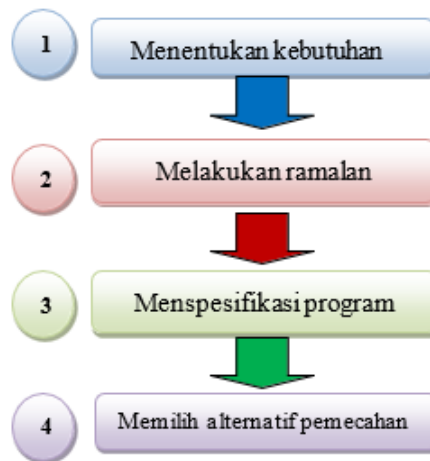 1
Menentukan kebutuhan
2
Melakukan ramalan
3
Menspesifikasi program
4
Memilih alternatif pemecahan